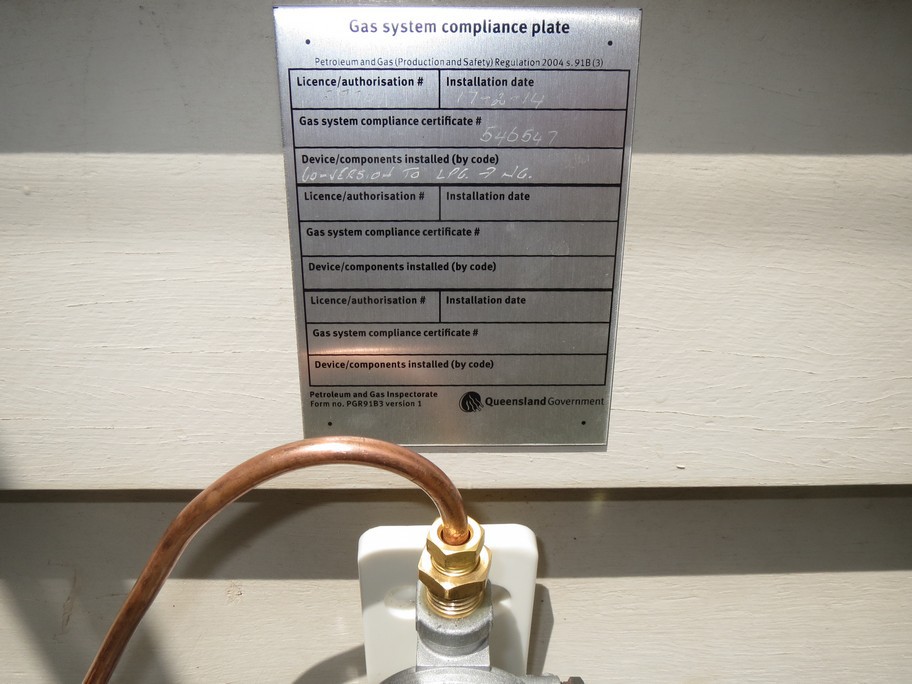 Gas system compliance plate
Petroleum and Gas (Production and Safety) Regulation 2004 s. 91B (3)
Licence/authorisation # Installation date
17-2-14
Gas system compliance certificate #
546547
Device/components installed (by code)
CONVERSION TO LPG. → NG.
Licence/authorisation # Installation date
Gas system compliance certificate #
Device/components installed (by code)
Licence/authorisation # Installation date
Gas system compliance certificate #
Device/components installed (by code)
Petroleum and Gas Inspectorate
Form no. PGR91B3 version 1
Queensland Government